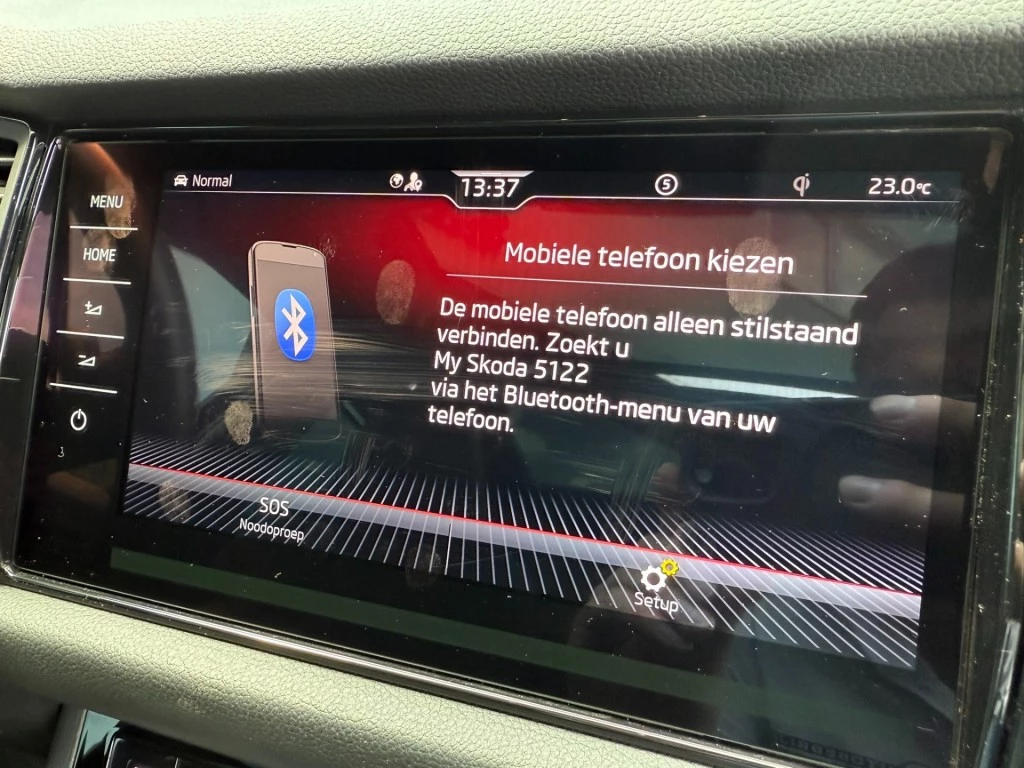 Normal
13:37
5
23.0°C
MENU
HOME
Mobiele telefoon kiezen
De mobiele telefoon alleen stilstaand
verbinden. Zoekt u
My Skoda 5122
via het Bluetooth-menu van uw
telefoon.
SOS
Noodoproep
Setup